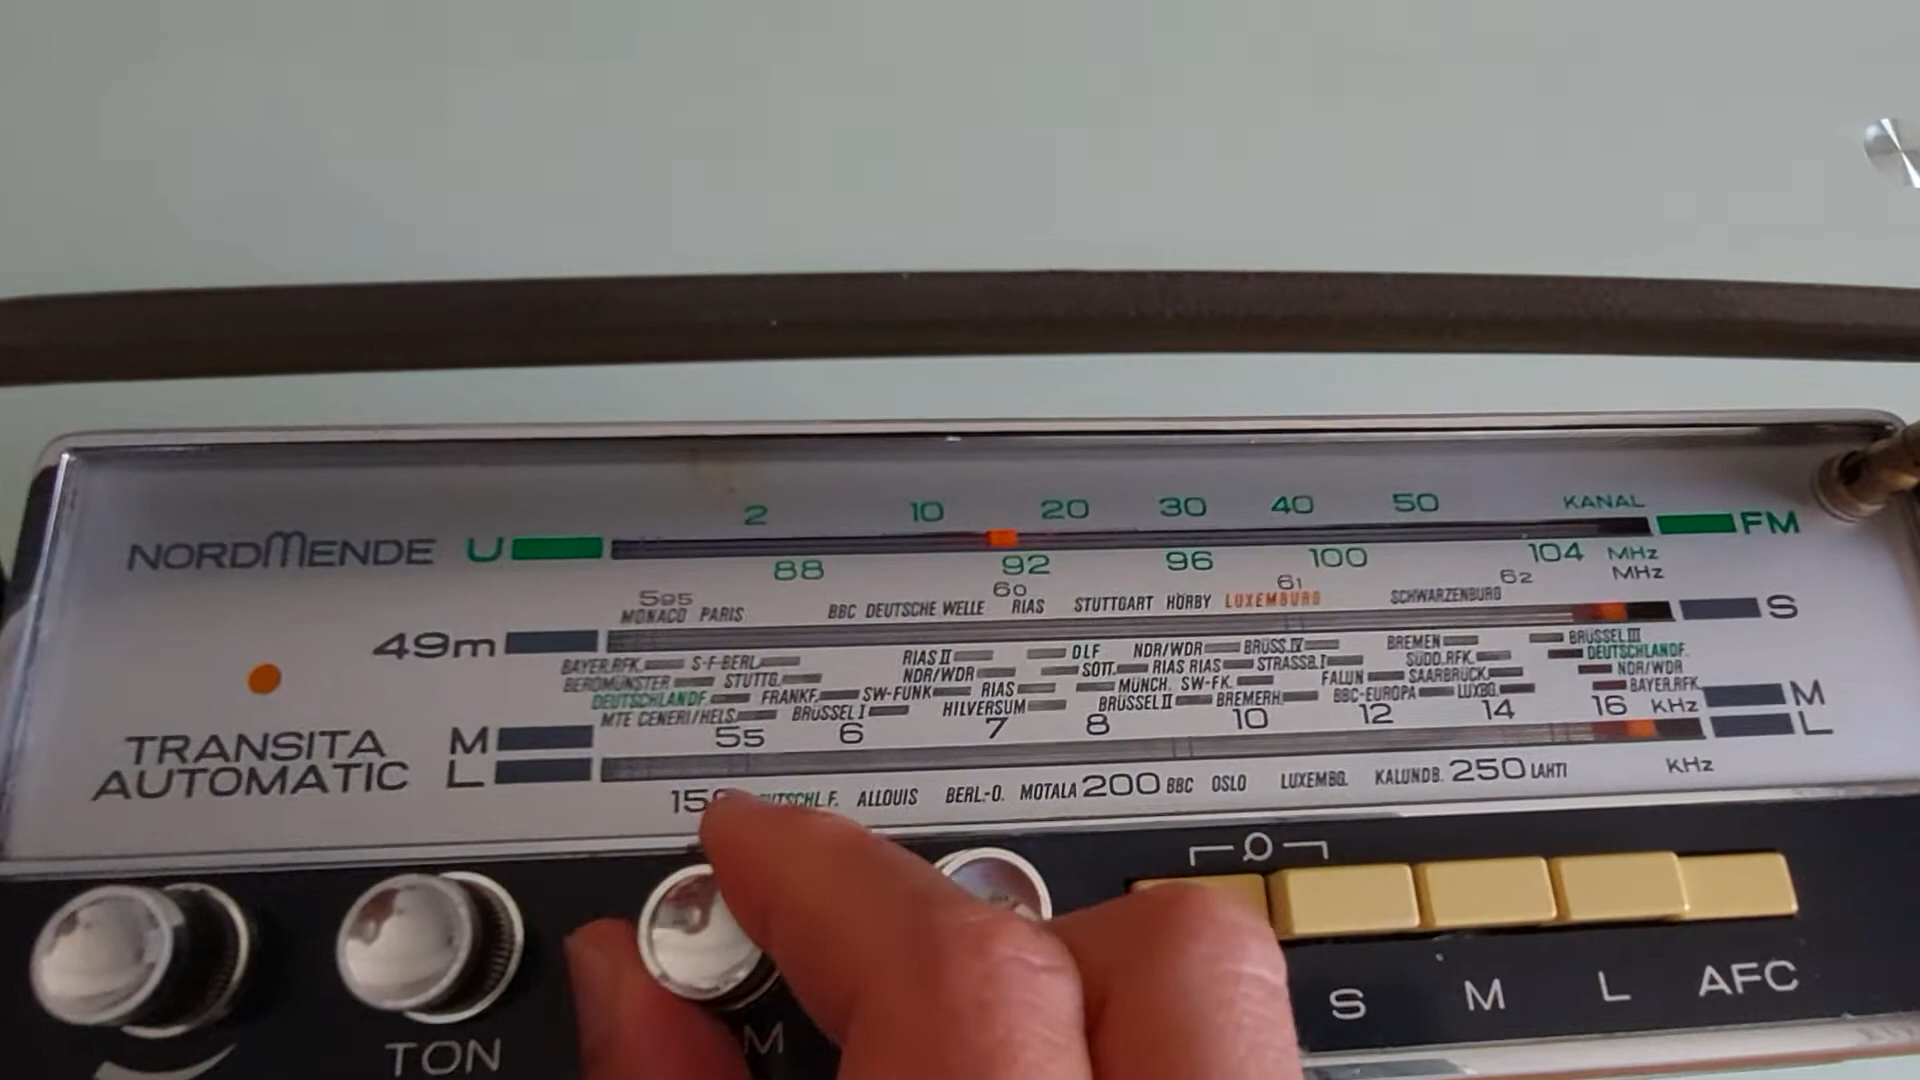 2 10 20 30 40 50 KANAL
NORDMENDE U FM
88 92 96 100 104 MHz
595 60 61 62 MHz
MONACO PARIS BBC DEUTSCHE WELLE RIAS STUTTGART HÖRBY LUXEMBURG SCHWARZENBURG
49m S
BAYER.RFK. S-F-BERL. RIAS II DLF NDR/WDR BRÜSS.IV BREMEN BRÜSSEL III
BEROMÜNSTER STUTTG. NDR/WDR SOTT. RIAS RIAS STRASSB.I SÜDD.RFK. DEUTSCHLANDF.
DEUTSCHLANDF. FRANKF. SW-FUNK RIAS MÜNCH. SW-FK. FALUN SAARBRÜCK. NDR/WDR
MTE CENERI/HELS. BRÜSSEL I HILVERSUM BRÜSSEL II BREMERH. BBC-EUROPA LUXBG. BAYER.RFK.
M 55 6 7 8 10 12 14 16 KHz M
TRANSITA
AUTOMATIC
L L
ALLOUIS BERL.-O. MOTALA 200 BBC OSLO LUXEMBG. KALUNDB. 250 LAHTI KHz
TON M S M L AFC